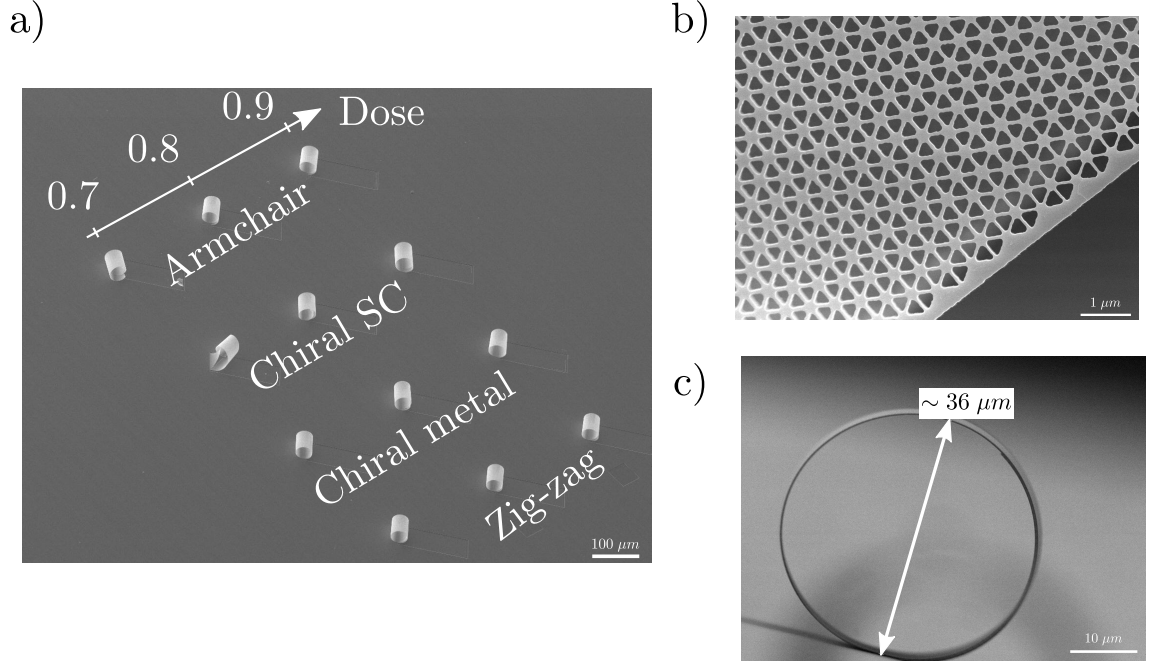 a)
0.9
Dose
0.8
0.7
Armchair
Chiral SC
Chiral metal
Zig-zag
100 μm
b)
1 μm
c)
~ 36 μm
10 μm